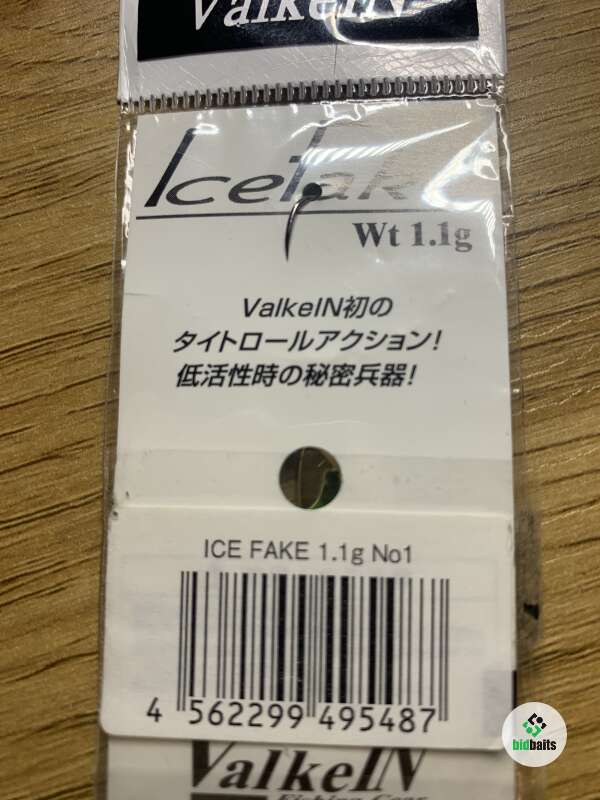 ValkeIN
IceFake
Wt 1.1g
ValkeIN初の
タイトロールアクション!
低活性時の秘密兵器!
ICE FAKE 1.1g No1
4 562299 495487
ValkeIN
Fishing Gear
bidbaits